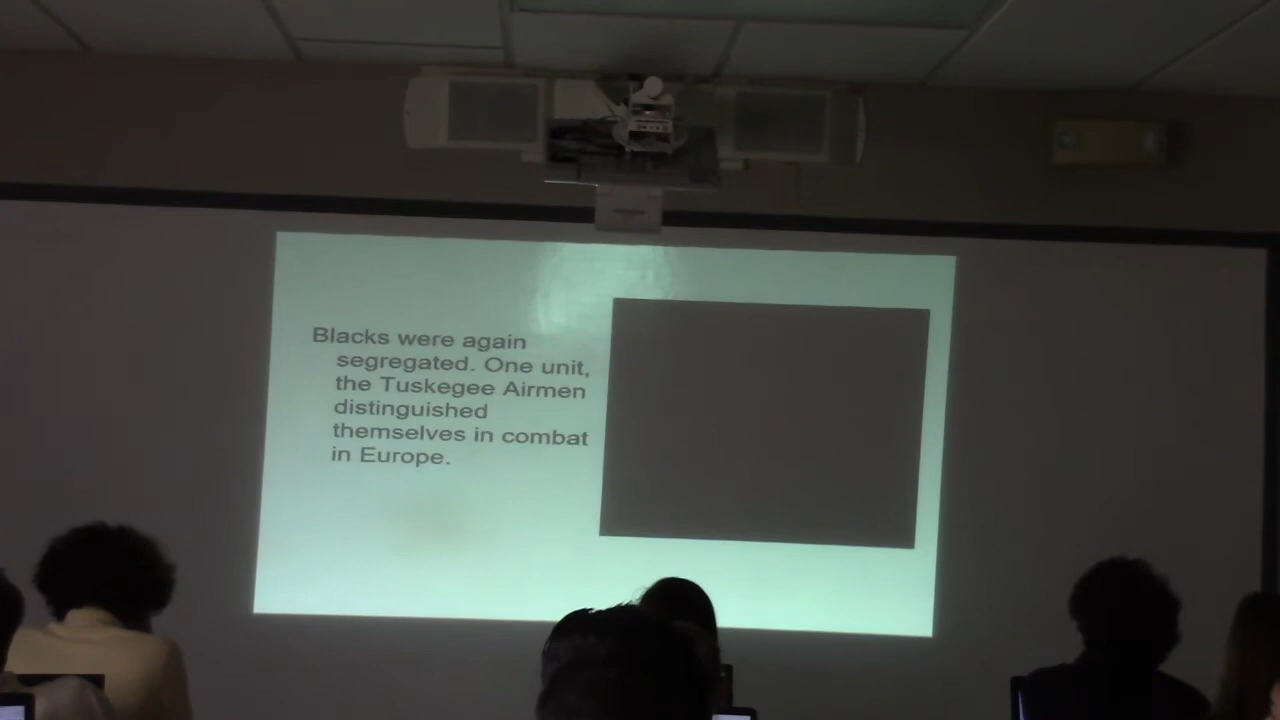 Blacks were again
segregated. One unit,
the Tuskegee Airmen
distinguished
themselves in combat
in Europe.